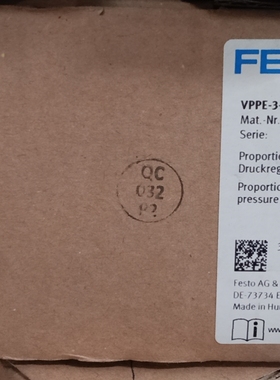 FE
VPPE-3-
Mat.-Nr.
Serie:
Proportio
Druckreg
Proportio
pressure
QC
032
Festo AG &
DE-73734 E
Made in Hu
www